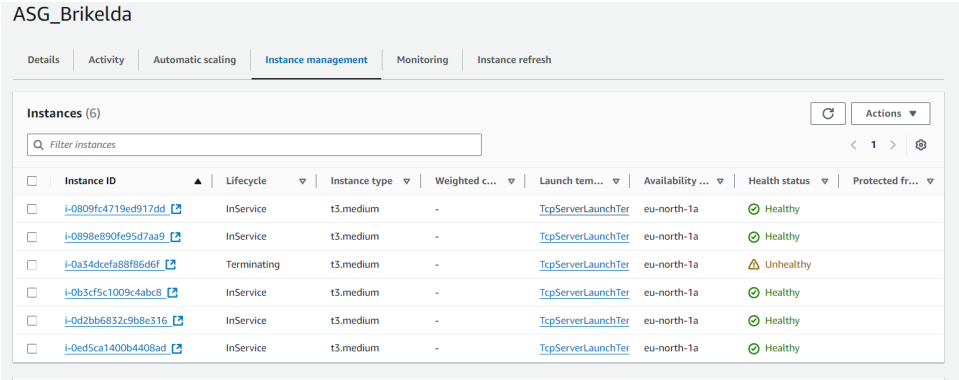 ASG_Brikelda
Details Activity Automatic scaling Instance management Monitoring Instance refresh
Instances (6) Actions
Filter instances 1
Instance ID Lifecycle Instance type Weighted c... Launch tem... Availability ... Health status Protected fr...
i-0809fc4719ed917dd InService t3.medium - TcpServerLaunchTer eu-north-1a Healthy
i-0898e890fe95d7aa9 InService t3.medium - TcpServerLaunchTer eu-north-1a Healthy
i-0a34dcefa88f86d6f Terminating t3.medium - TcpServerLaunchTer eu-north-1a Unhealthy
i-0b3cf5c1009c4abc8 InService t3.medium - TcpServerLaunchTer eu-north-1a Healthy
i-0d2bb6832c9b8e316 InService t3.medium - TcpServerLaunchTer eu-north-1a Healthy
i-0ed5ca1400b4408ad InService t3.medium - TcpServerLaunchTer eu-north-1a Healthy